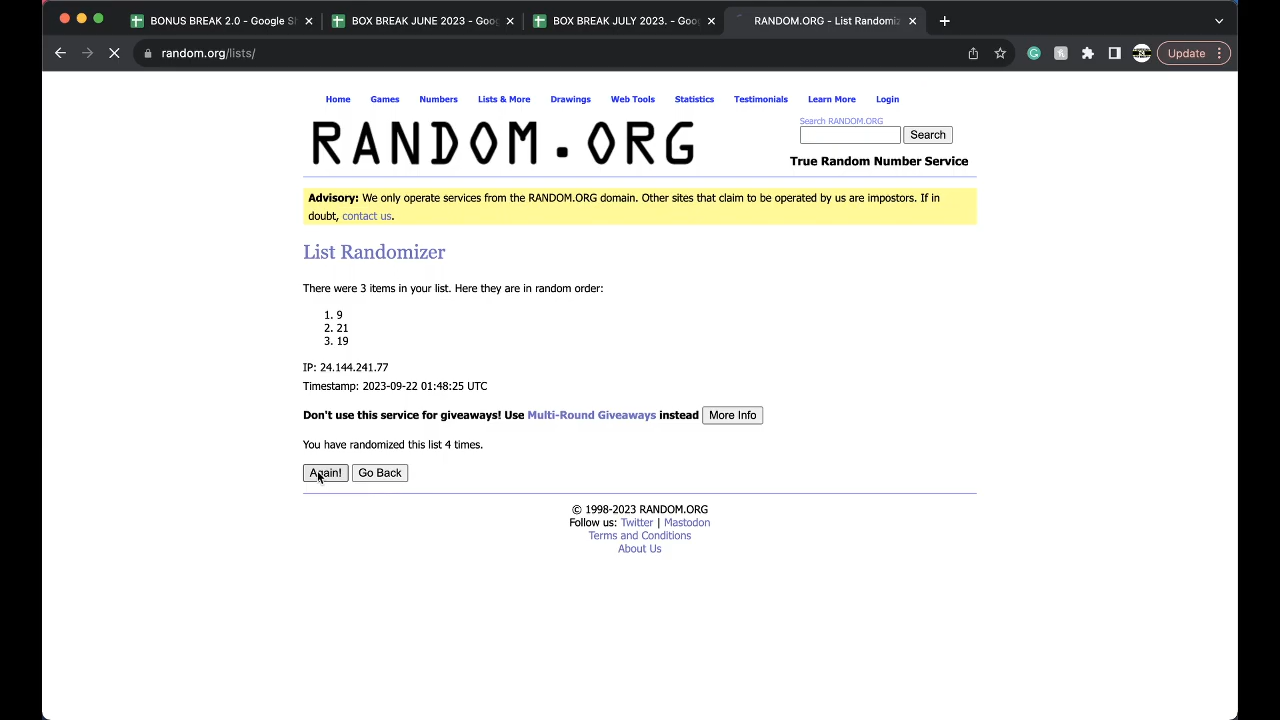 BONUS BREAK 2.0 - Google Sh
BOX BREAK JUNE 2023 - Goog
BOX BREAK JULY 2023. - Goog
RANDOM.ORG - List Randomiz
random.org/lists/
Update
Home Games Numbers Lists & More Drawings Web Tools Statistics Testimonials Learn More Login
RANDOM.ORG
Search RANDOM.ORG
Search
True Random Number Service
Advisory: We only operate services from the RANDOM.ORG domain. Other sites that claim to be operated by us are impostors. If in
doubt, contact us.
List Randomizer
There were 3 items in your list. Here they are in random order:
1. 9
2. 21
3. 19
IP: 24.144.241.77
Timestamp: 2023-09-22 01:48:25 UTC
Don't use this service for giveaways! Use Multi-Round Giveaways instead More Info
You have randomized this list 4 times.
Again! Go Back
© 1998-2023 RANDOM.ORG
Follow us: Twitter | Mastodon
Terms and Conditions
About Us